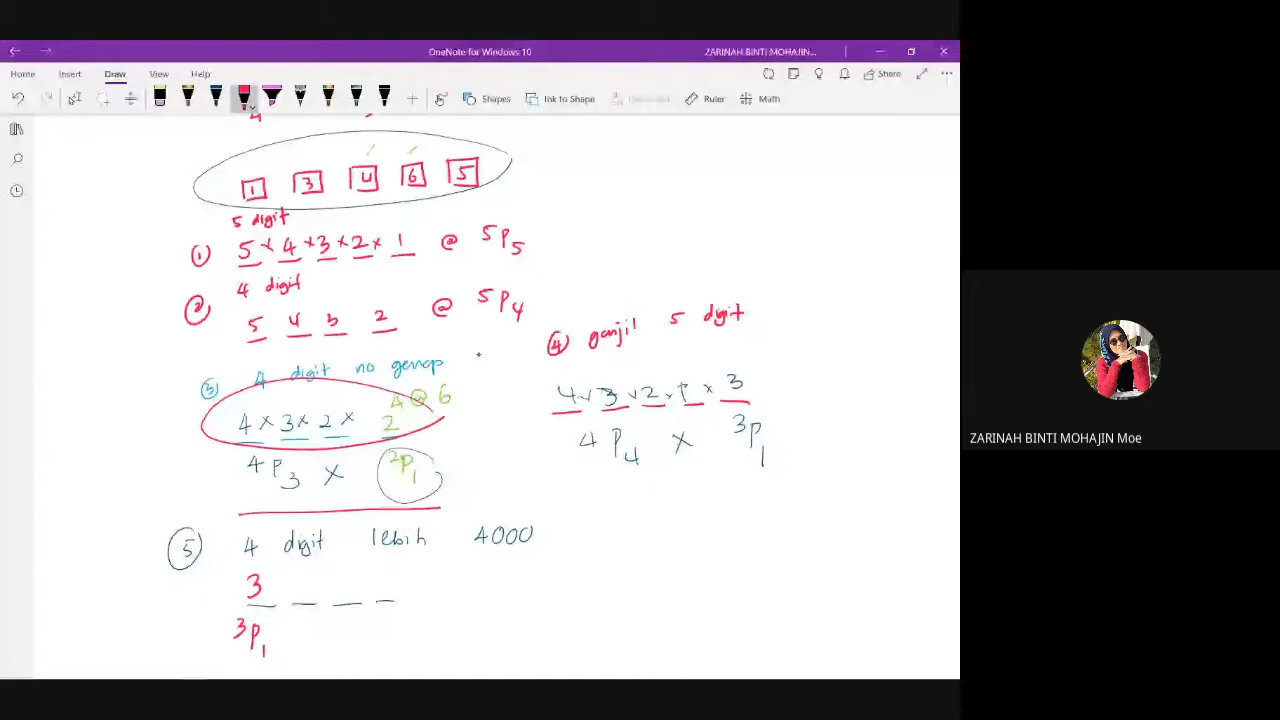 OneNote for Windows 10
ZARINAH BINTI MOHAJIN...
Home Insert Draw View Help
Share
Shapes Ink to Shape Ruler Math
1 3 4 6 5
5 digit
① 5 × 4 × 3 × 2 × 1 @ 5P5
4 digit
② 5 4 3 2 @ 5P4
③ 4 digit no genap
4 @ 6
4 × 3 × 2 × 2
4P3 × 2P1
④ ganjil 5 digit
4 × 3 × 2 × 1 × 3
4P4 × 3P1
⑤ 4 digit lebih 4000
3
3P1
ZARINAH BINTI MOHAJIN Moe